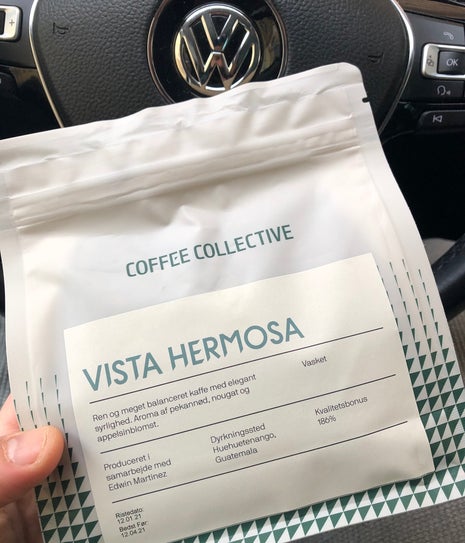 OK
COFFEE COLLECTIVE
VISTA HERMOSA
Ren og meget balanceret kaffe med elegant
syrlighed. Aroma af pekannød, nougat og
appelsinblomst.
Vasket
Produceret i
samarbejde med
Edwin Martinez
Dyrkningssted
Huehuetenango,
Guatemala
Kvalitetsbonus
186%
Ristedato:
12.01.21
Bedst Før:
12.04.21